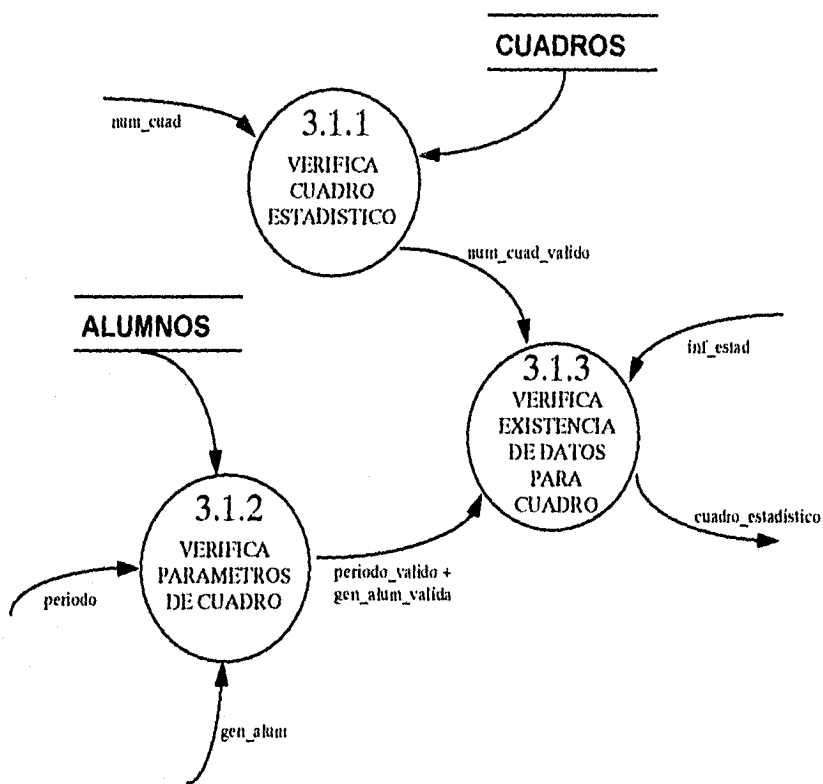 CUADROS
num_cuad
3.1.1
VERIFICA
CUADRO
ESTADISTICO
num_cuad_valido
ALUMNOS
inf_estad
3.1.3
VERIFICA
EXISTENCIA
DE DATOS
PARA
CUADRO
3.1.2
VERIFICA
PARAMETROS
DE CUADRO
cuadro_estadistico
periodo_valido +
gen_alum_valida
periodo
gen_alum